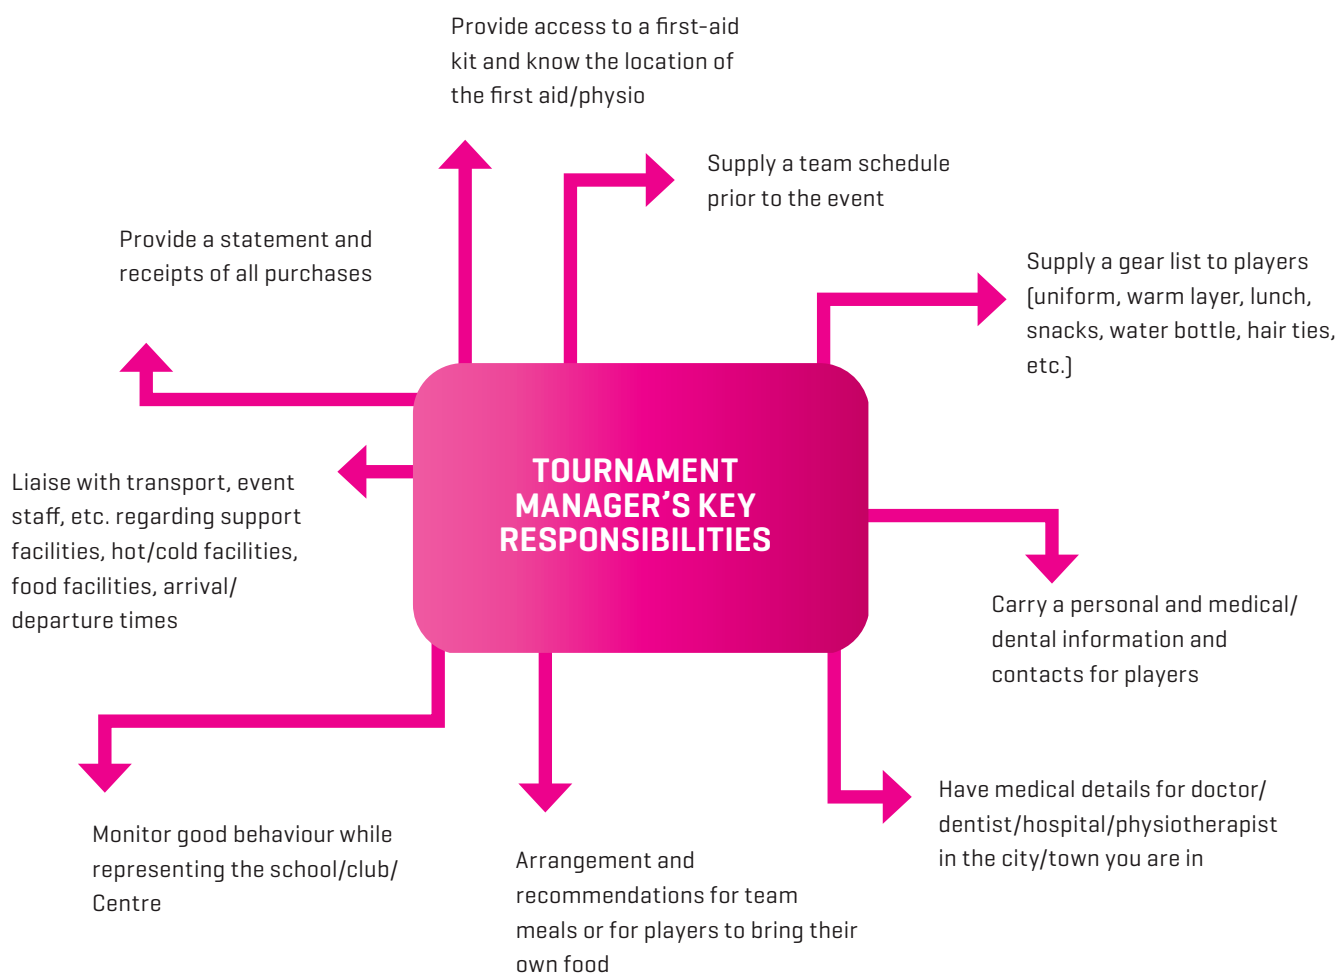 Provide access to a first-aid
kit and know the location of
the first aid/physio
Supply a team schedule
prior to the event
Provide a statement and
receipts of all purchases
Supply a gear list to players
(uniform, warm layer, lunch,
snacks, water bottle, hair ties,
etc.)
TOURNAMENT
MANAGER'S KEY
RESPONSIBILITIES
Liaise with transport, event
staff, etc. regarding support
facilities, hot/cold facilities,
food facilities, arrival/
departure times
Carry a personal and medical/
dental information and
contacts for players
Have medical details for doctor/
dentist/hospital/physiotherapist
in the city/town you are in
Monitor good behaviour while
representing the school/club/
Centre
Arrangement and
recommendations for team
meals or for players to bring their
own food